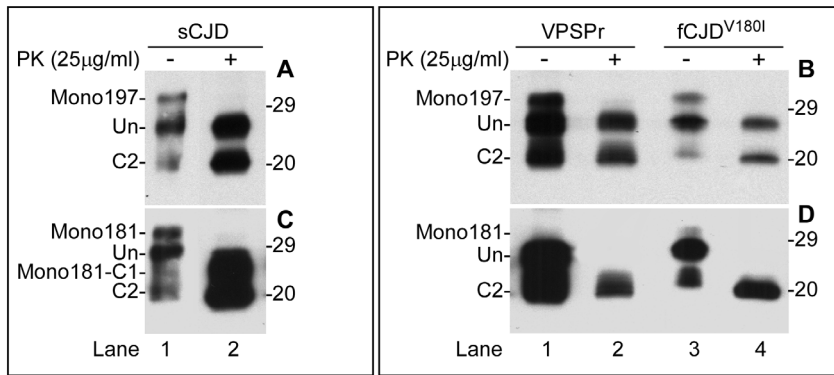 sCJD
PK (25μg/ml) - +
A
Mono197-
-29
Un-
C2-
-20
C
Mono181-
Un-
-29
Mono181-C1-
C2-
-20
Lane 1 2
VPSPr fCJDV180I
PK (25μg/ml) - + - +
B
Mono197-
-29
Un-
C2-
-20
D
Mono181-
-29
Un-
C2-
-20
Lane 1 2 3 4